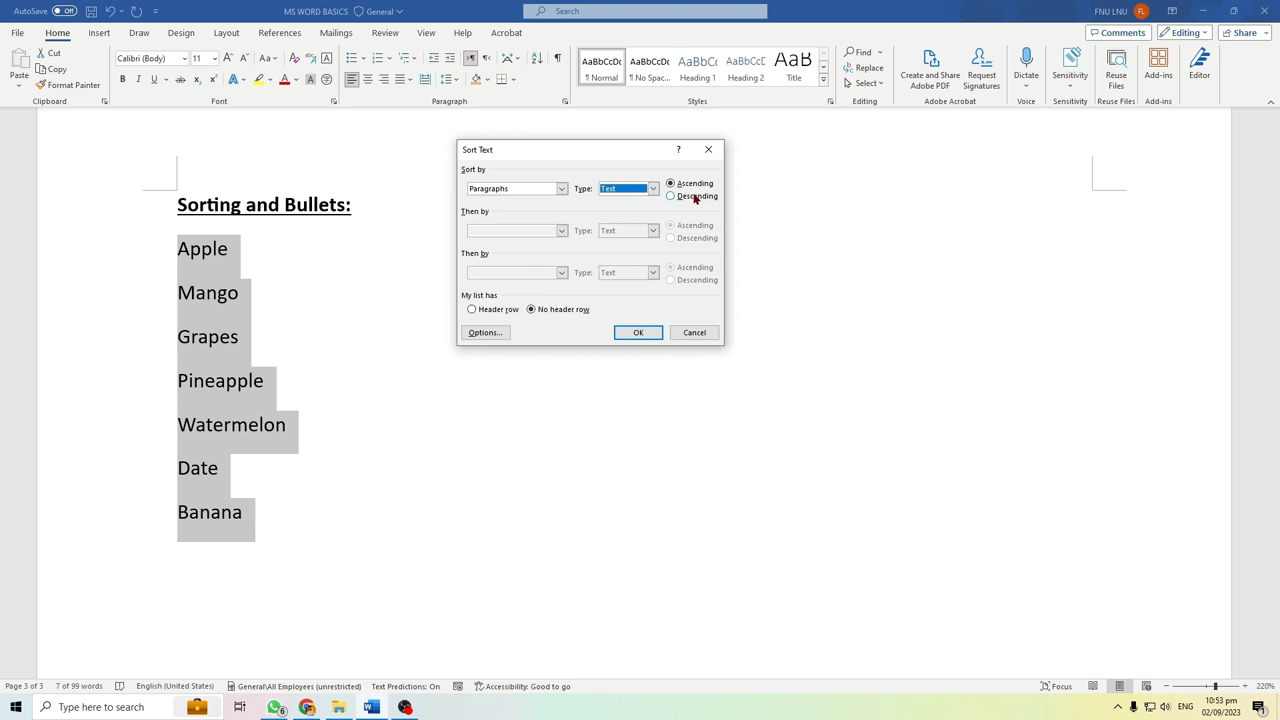 AutoSave Off MS WORD BASICS General Search FNU LNU FL
File Home Insert Draw Design Layout References Mailings Review View Help Acrobat Comments Editing Share
Paste Cut Copy Format Painter Clipboard
Calibri (Body) 11 Font
Paragraph
AaBbCcDc AaBbCcDc AaBbCc AaBbCcD AaB
Normal No Spac... Heading 1 Heading 2 Title Styles
Find Replace Select Editing
Create and Share Adobe PDF Request Signatures Adobe Acrobat
Dictate Voice Sensitivity Sensitivity Reuse Files Reuse Files Add-ins Add-ins Editor
Sorting and Bullets:
Apple
Mango
Grapes
Pineapple
Watermelon
Date
Banana
Sort Text ?
Sort by
Paragraphs Type: Text Ascending
Descending
Then by
Type: Text Ascending
Descending
Then by
Type: Text Ascending
Descending
My list has
Header row No header row
Options... OK Cancel
Page 3 of 3 7 of 99 words English (United States) General\All Employees (unrestricted) Text Predictions: On Accessibility: Good to go Focus 220%
Type here to search 6 ENG 10:53 pm
02/09/2023 1